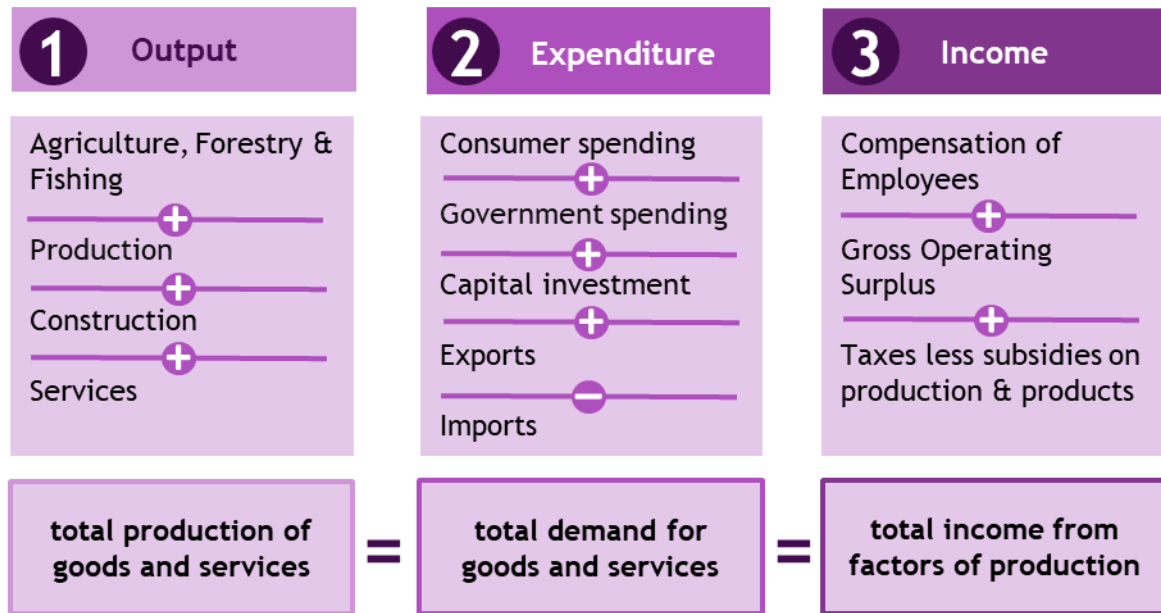 1 Output
Agriculture, Forestry &
Fishing
+
Production
+
Construction
+
Services
total production of
goods and services
=
2 Expenditure
Consumer spending
+
Government spending
+
Capital investment
+
Exports
−
Imports
total demand for
goods and services
=
3 Income
Compensation of
Employees
+
Gross Operating
Surplus
+
Taxes less subsidies on
production & products
total income from
factors of production